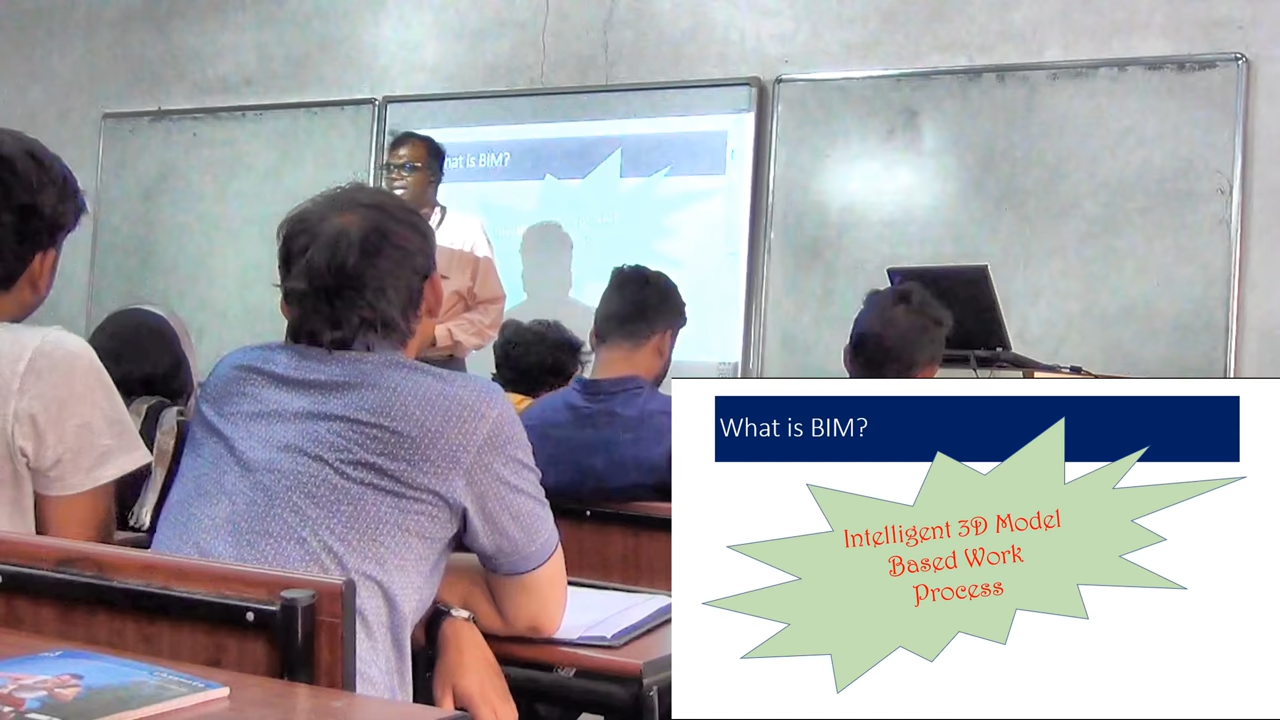 What is BIM?
What is BIM?
Intelligent 3D Model
Based Work
Process